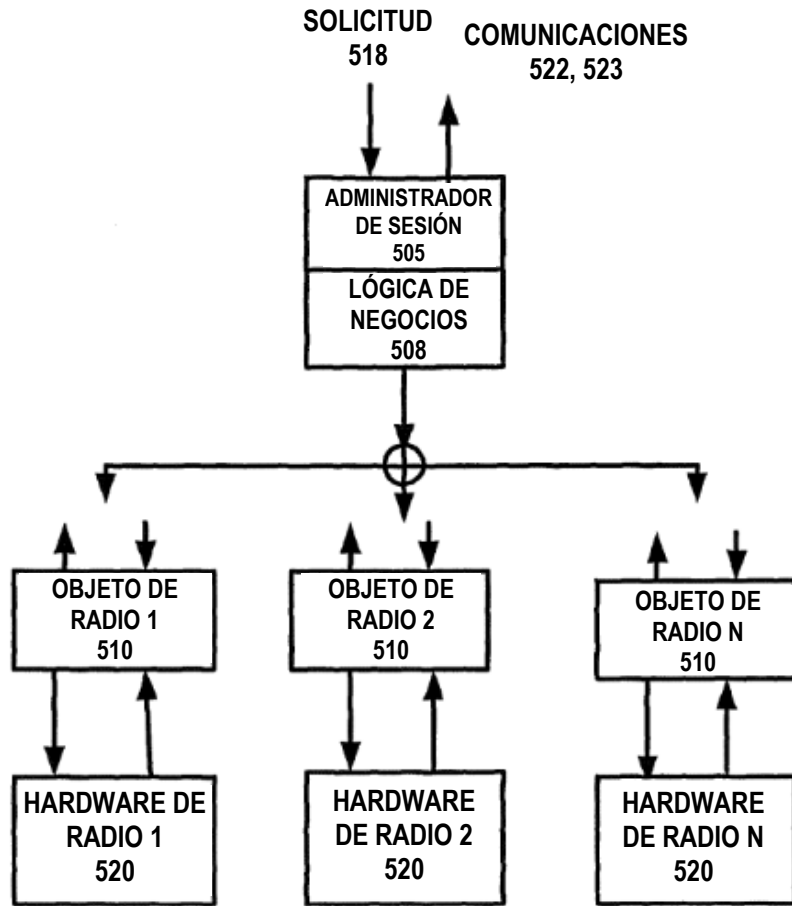 SOLICITUD
518
COMUNICACIONES
522, 523
ADMINISTRADOR
DE SESIÓN
505
LÓGICA DE
NEGOCIOS
508
OBJETO DE
RADIO 1
510
OBJETO DE
RADIO 2
510
OBJETO DE
RADIO N
510
HARDWARE DE
RADIO 1
520
HARDWARE
DE RADIO 2
520
HARDWARE
DE RADIO N
520